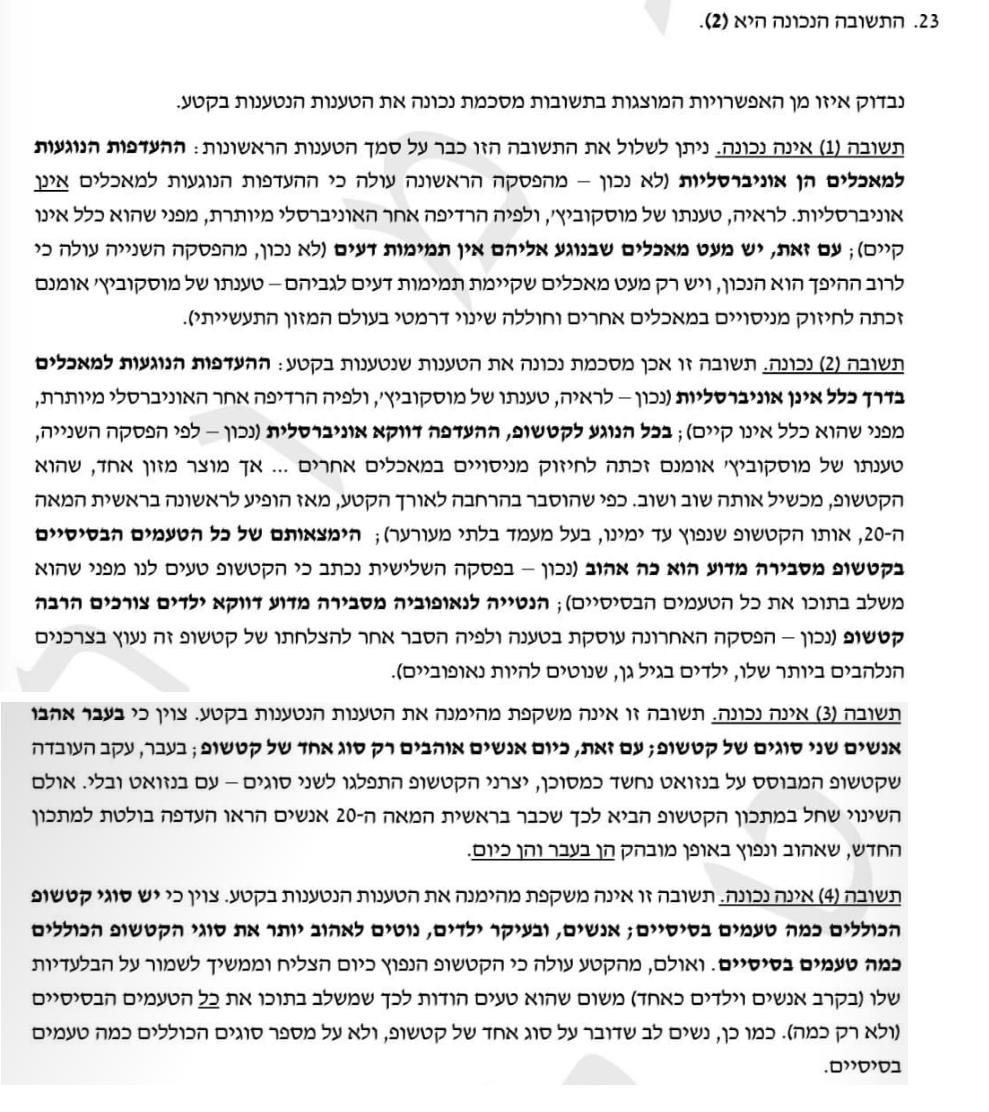 23. התשובה הנכונה היא (2).
נבדוק איזו מן האפשרויות המוצגות בתשובות מסכמת נכונה את הטענות הנטענות בקטע.
תשובה (1) אינה נכונה. ניתן לשלול את התשובה הזו כבר על סמך הטענות הראשונות: ההעדפות הנוגעות
למאכלים הן אוניברסליות (לא נכון – מהפסקה הראשונה עולה כי ההעדפות הנוגעות למאכלים אינן
אוניברסליות. לראיה, טענתו של מוסקוביץ', ולפיה הרדיפה אחר האוניברסלי מיותרת, מפני שהוא כלל אינו
קיים); עם זאת, יש מעט מאכלים שבנוגע אליהם אין תמימות דעים (לא נכון, מהפסקה השנייה עולה כי
לרוב ההיפך הוא הנכון, ויש רק מעט מאכלים שקיימת תמימות דעים לגביהם – טענתו של מוסקוביץ' אומנם
זכתה לחיזוק מניסויים במאכלים אחרים וחוללה שינוי דרמטי בעולם המזון התעשייתי).
תשובה (2) נכונה. תשובה זו אכן מסכמת נכונה את הטענות שנטענות בקטע: ההעדפות הנוגעות למאכלים
בדרך כלל אינן אוניברסליות (נכון – לראיה, טענתו של מוסקוביץ', ולפיה הרדיפה אחר האוניברסלי מיותרת,
מפני שהוא כלל אינו קיים); בכל הנוגע לקטשופ, ההעדפה דווקא אוניברסלית (נכון – לפי הפסקה השנייה,
טענתו של מוסקוביץ' אומנם זכתה לחיזוק מניסויים במאכלים אחרים ... אך מוצר מזון אחד, שהוא
הקטשופ, מכשיל אותה שוב ושוב. כפי שהוסבר בהרחבה לאורך הקטע, מאז הופיע לראשונה בראשית המאה
ה-20, אותו הקטשופ שנפוץ עד ימינו, בעל מעמד בלתי מעורער); הימצאותם של כל הטעמים הבסיסיים
בקטשופ מסבירה מדוע הוא כה אהוב (נכון – בפסקה השלישית נכתב כי הקטשופ טעים לנו מפני שהוא
משלב בתוכו את כל הטעמים הבסיסיים); הנטייה לנאופוביה מסבירה מדוע דווקא ילדים צורכים הרבה
קטשופ (נכון – הפסקה האחרונה עוסקת בטענה ולפיה הסבר אחר להצלחתו של קטשופ זה נעוץ בצרכנים
הנלהבים ביותר שלו, ילדים בגיל גן, שנוטים להיות נאופוביים).
תשובה (3) אינה נכונה. תשובה זו אינה משקפת מהימנה את הטענות הנטענות בקטע. צוין כי בעבר אהבו
אנשים שני סוגים של קטשופ; עם זאת, כיום אנשים אוהבים רק סוג אחד של קטשופ; בעבר, עקב העובדה
שקטשופ המבוסס על בנזואט נחשד כמסוכן, יצרני הקטשופ התפלגו לשני סוגים – עם בנזואט ובלי. אולם
השינוי שחל במתכון הקטשופ הביא לכך שכבר בראשית המאה ה-20 אנשים הראו העדפה בולטת למתכון
החדש, שאהוב ונפוץ באופן מובהק הן בעבר והן כיום.
תשובה (4) אינה נכונה. תשובה זו אינה משקפת מהימנה את הטענות הנטענות בקטע. צוין כי יש סוגי קטשופ
הכוללים כמה טעמים בסיסיים; אנשים, ובעיקר ילדים, נוטים לאהוב יותר את סוגי הקטשופ הכוללים
כמה טעמים בסיסיים. ואולם, מהקטע עולה כי הקטשופ הנפוץ כיום הצליח וממשיך לשמור על הבלעדיות
שלו (בקרב אנשים וילדים כאחד) משום שהוא טעים הודות לכך שמשלב בתוכו את כל הטעמים הבסיסיים
(ולא רק כמה). כמו כן, נשים לב שדובר על סוג אחד של קטשופ, ולא על מספר סוגים הכוללים כמה טעמים
בסיסיים.